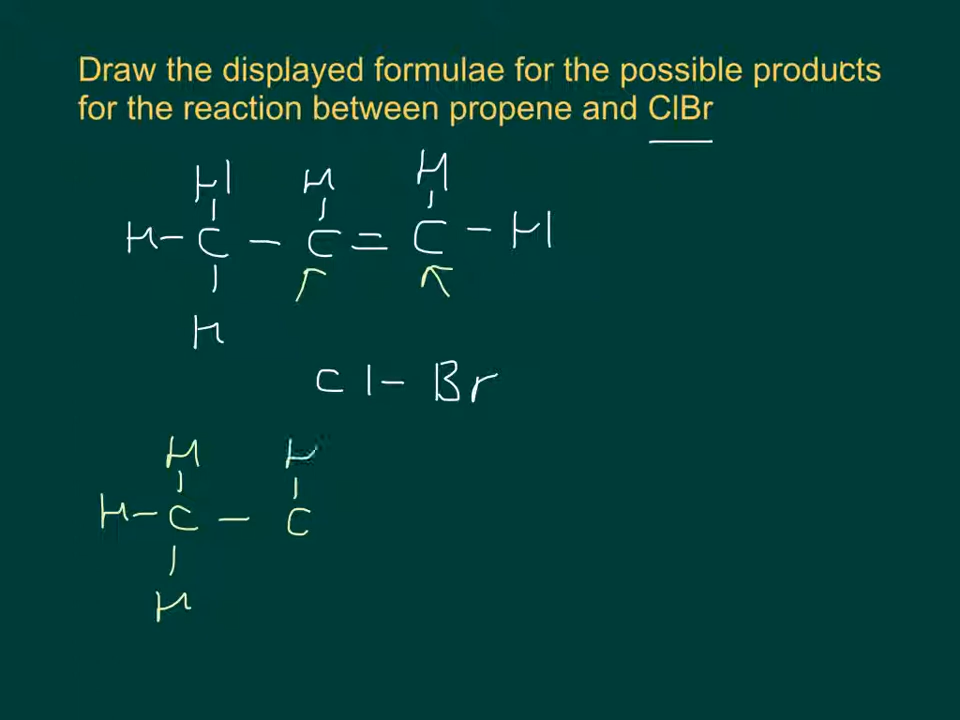 Draw the displayed formulae for the possible products
for the reaction between propene and ClBr
H H H
H - C - C = C - H
H
Cl - Br
H H
H - C - C
H